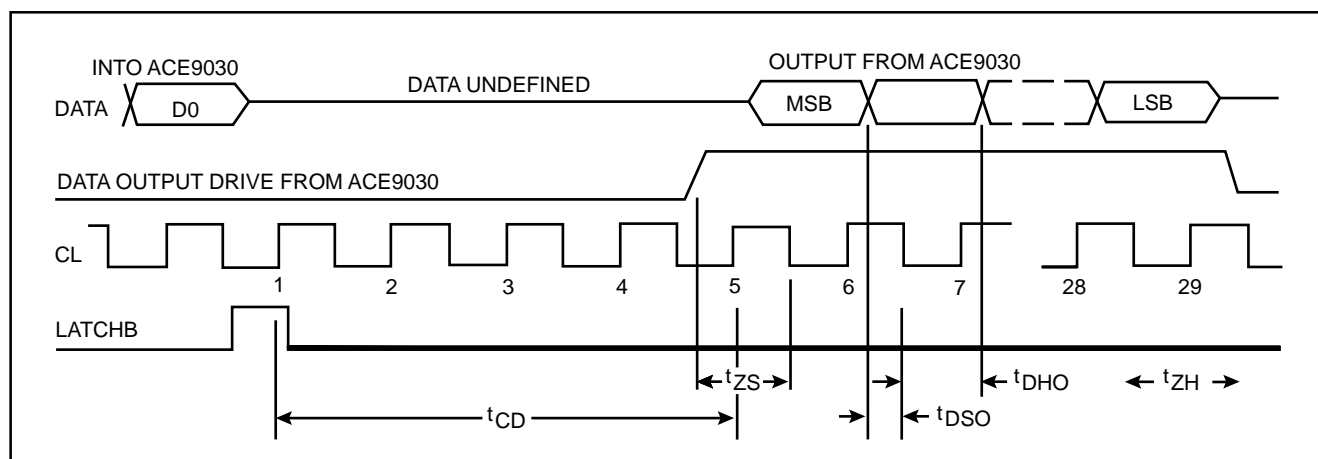 INTO ACE9030
OUTPUT FROM ACE9030
DATA
D0
DATA UNDEFINED
MSB
LSB
DATA OUTPUT DRIVE FROM ACE9030
CL
1 2 3 4 5 6 7 28 29
LATCHB
tZS
tDHO
tZH
tCD
tDSO